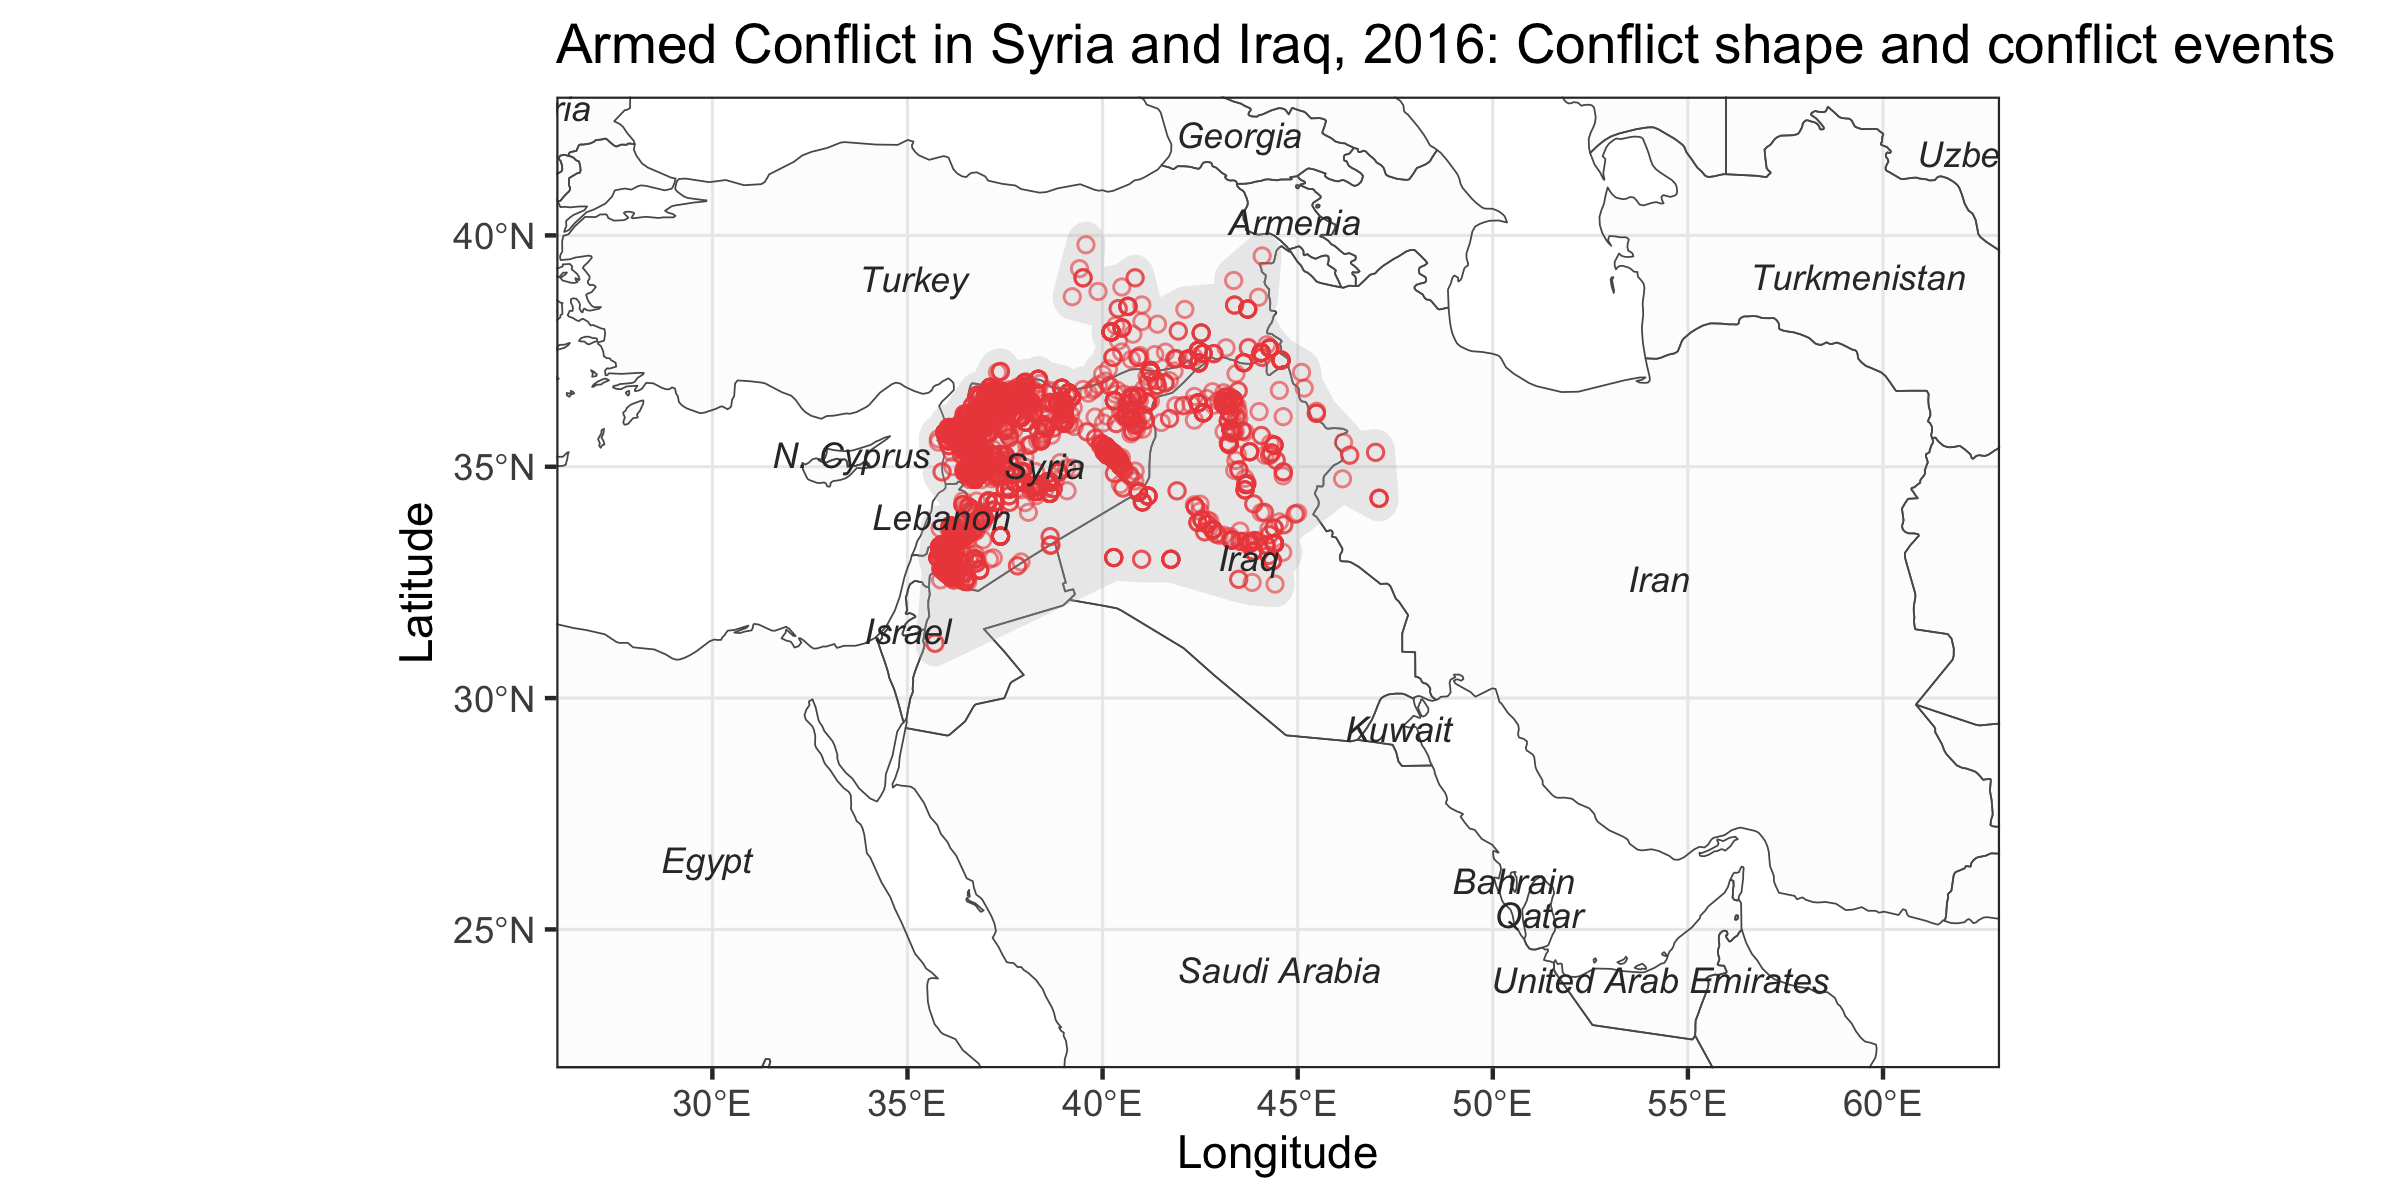 Armed Conflict in Syria and Iraq, 2016: Conflict shape and conflict events
ria
Georgia
Uzbe
Armenia
40°N
Turkey
Turkmenistan
N. Cyprus
Syria
35°N
Lebanon
Iraq
Iran
Israel
30°N
Kuwait
Egypt
Bahrain
Qatar
25°N
Saudi Arabia
United Arab Emirates
Latitude
30°E 35°E 40°E 45°E 50°E 55°E 60°E
Longitude